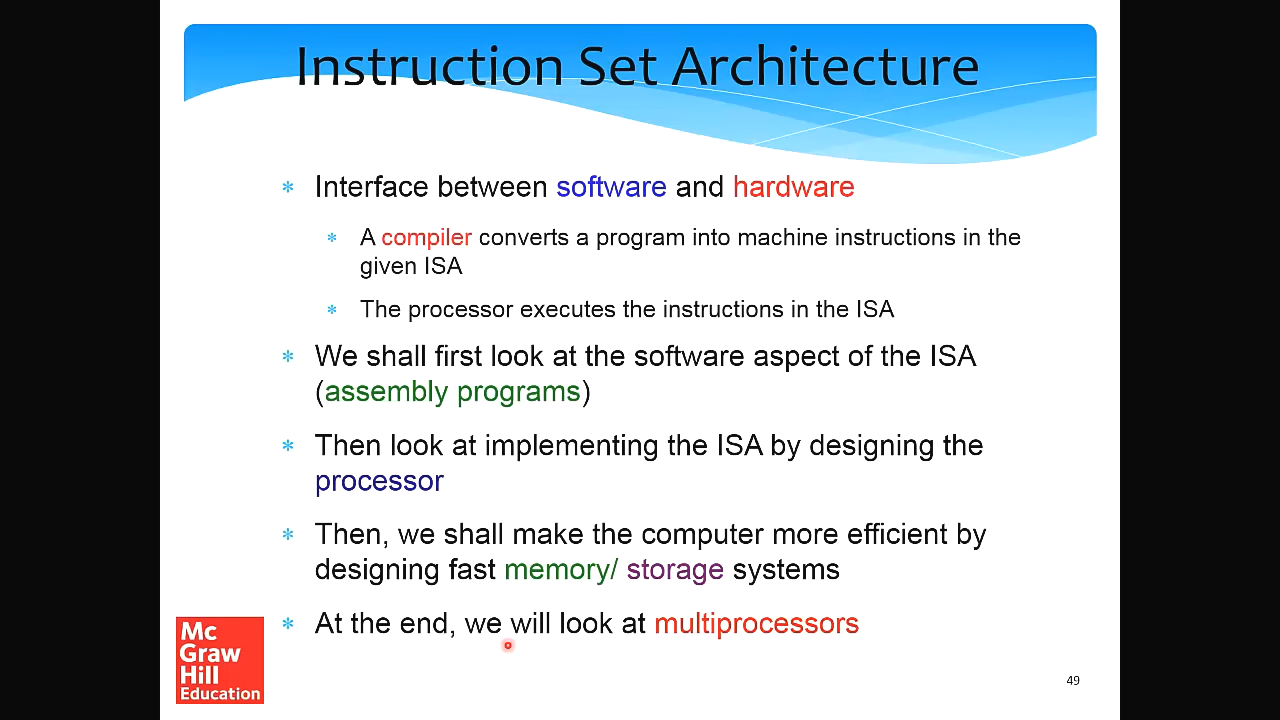 Instruction Set Architecture
* Interface between software and hardware
* A compiler converts a program into machine instructions in the
given ISA
* The processor executes the instructions in the ISA
* We shall first look at the software aspect of the ISA
(assembly programs)
* Then look at implementing the ISA by designing the
processor
* Then, we shall make the computer more efficient by
designing fast memory/ storage systems
* At the end, we will look at multiprocessors
Mc
Graw
Hill
Education
49